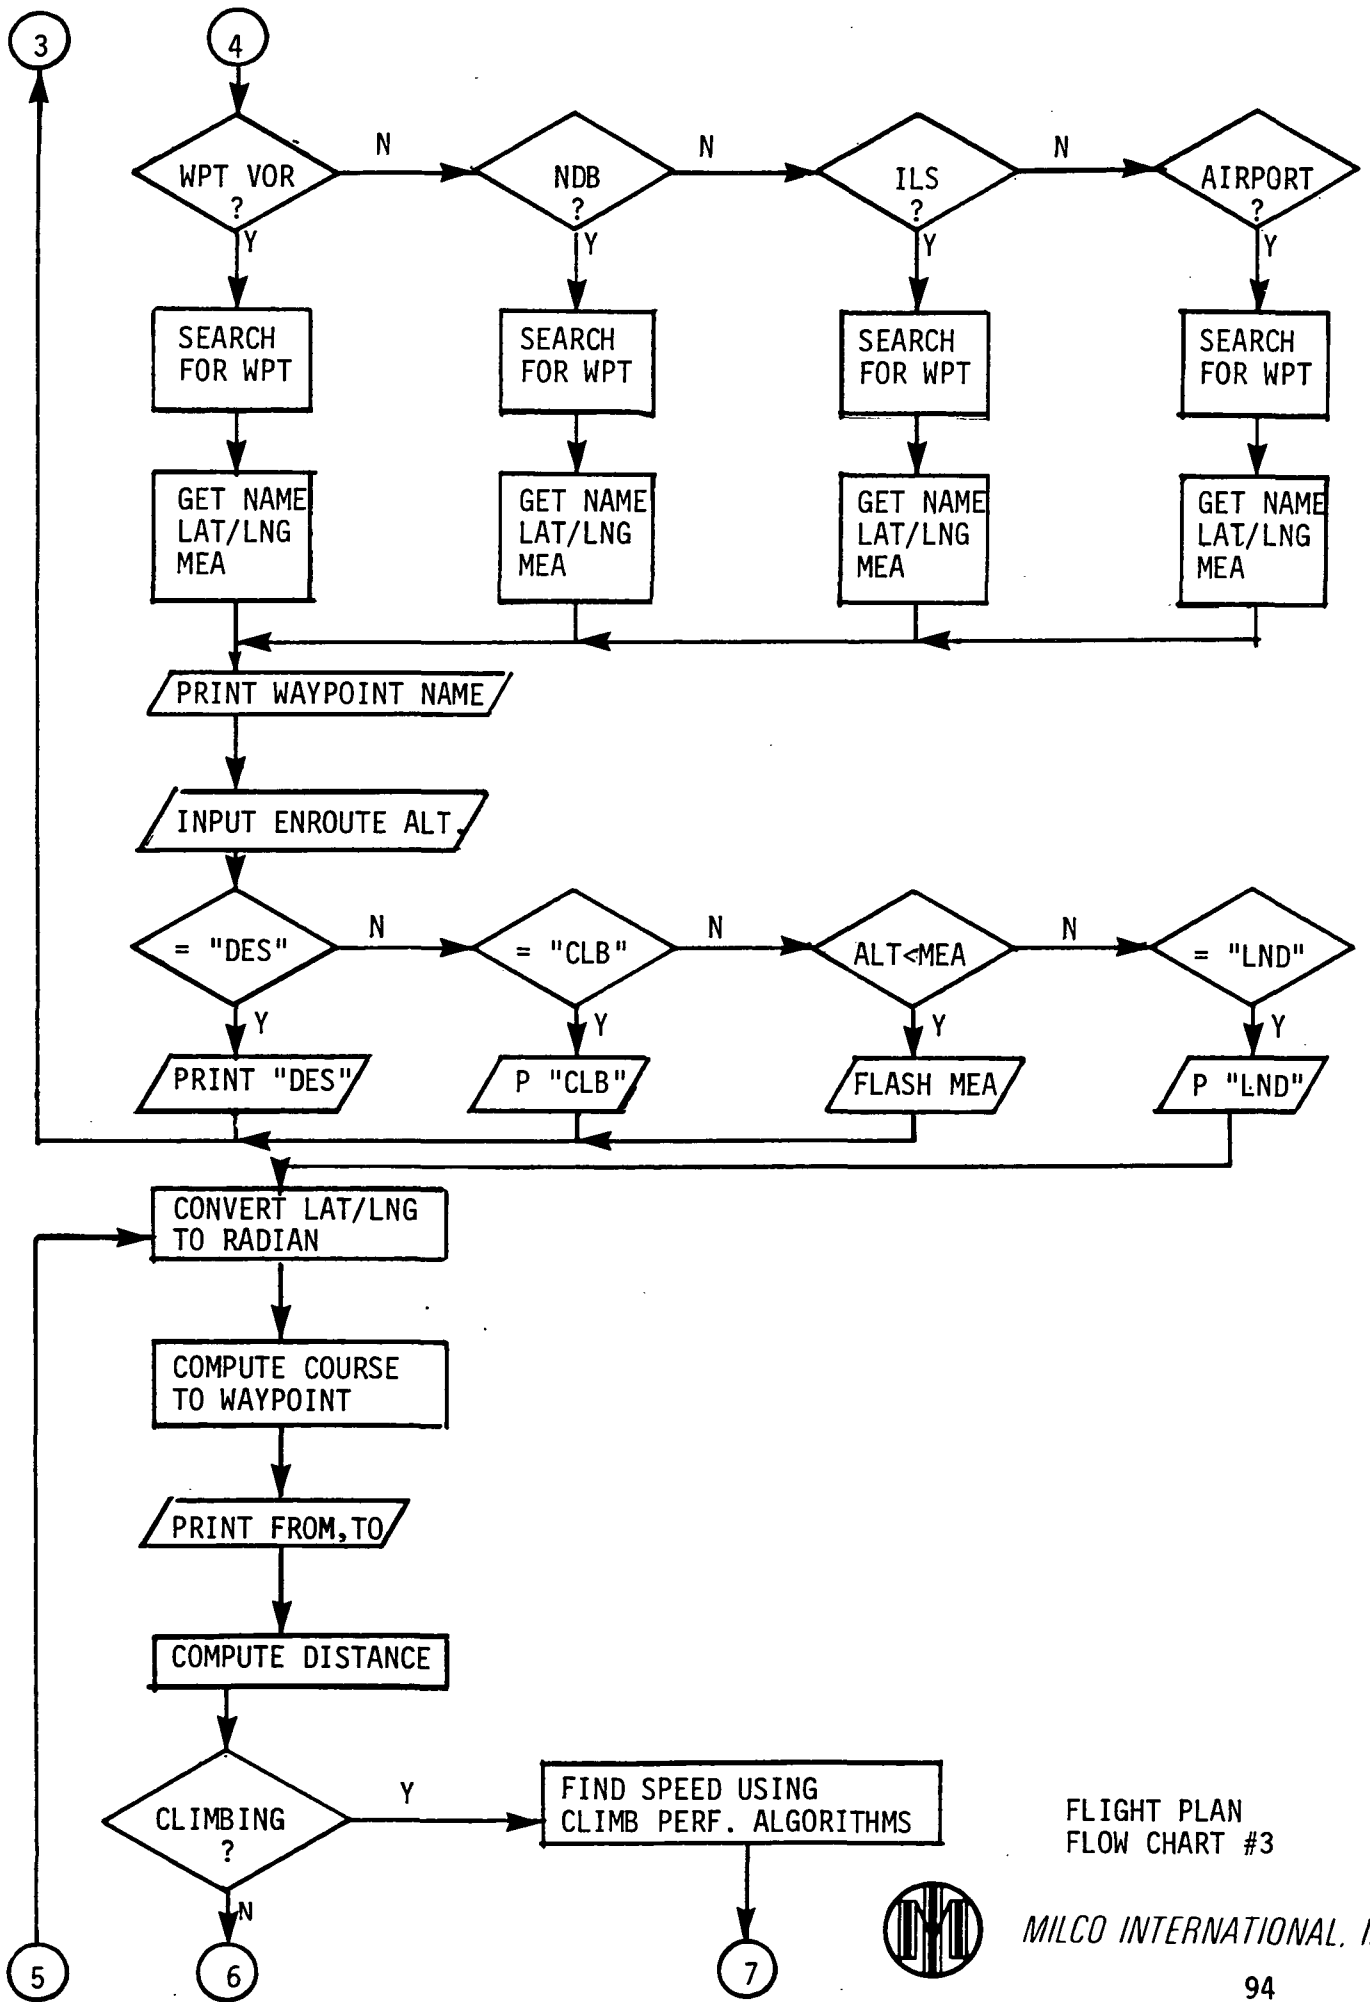 3
4
N
N
N
WPT VOR
?
NDB
?
ILS
?
AIRPORT
?
Y
Y
Y
Y
SEARCH
FOR WPT
SEARCH
FOR WPT
SEARCH
FOR WPT
SEARCH
FOR WPT
GET NAME
LAT/LNG
MEA
GET NAME
LAT/LNG
MEA
GET NAME
LAT/LNG
MEA
GET NAME
LAT/LNG
MEA
PRINT WAYPOINT NAME
INPUT ENROUTE ALT.
N
N
N
= "DES"
= "CLB"
ALT<MEA
= "LND"
Y
Y
Y
Y
PRINT "DES"
P "CLB"
FLASH MEA
P "LND"
CONVERT LAT/LNG
TO RADIAN
COMPUTE COURSE
TO WAYPOINT
PRINT FROM,TO
COMPUTE DISTANCE
CLIMBING
?
Y
FIND SPEED USING
CLIMB PERF. ALGORITHMS
N
5
6
7
FLIGHT PLAN
FLOW CHART #3
MILCO INTERNATIONAL,
94